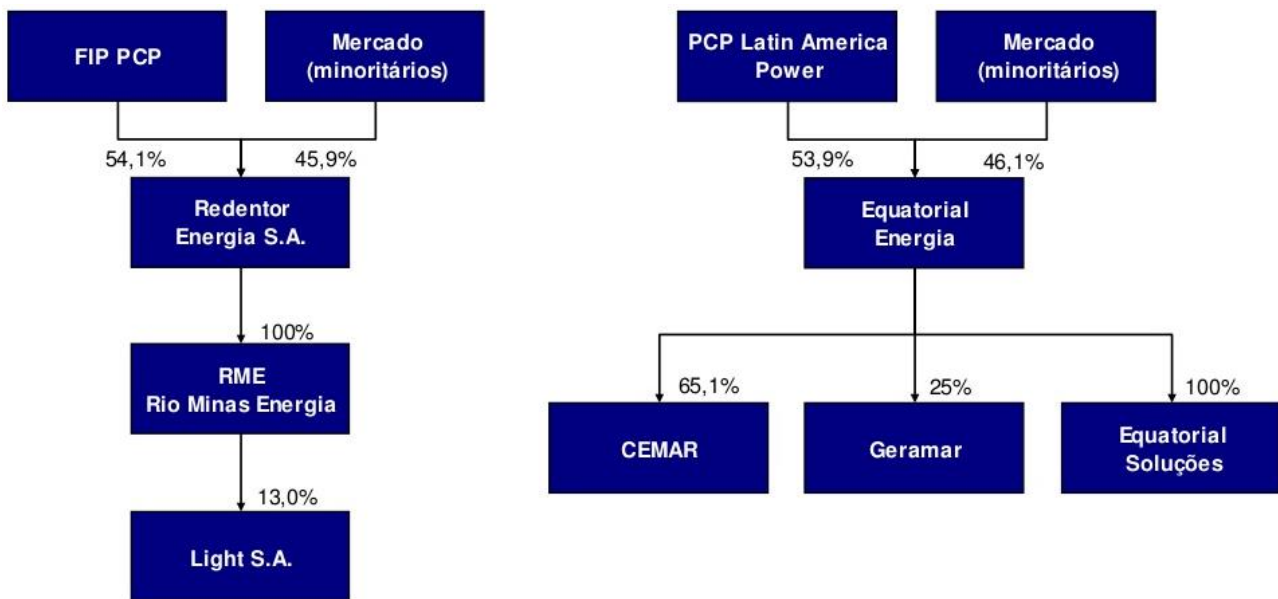 FIP PCP
Mercado
(minoritários)
54,1%
45,9%
Redentor
Energia S.A.
100%
RME
Rio Minas Energia
13,0%
Light S.A.
PCP Latin America
Power
Mercado
(minoritários)
53,9%
46,1%
Equatorial
Energia
65,1%
25%
100%
CEMAR
Geramar
Equatorial
Soluções